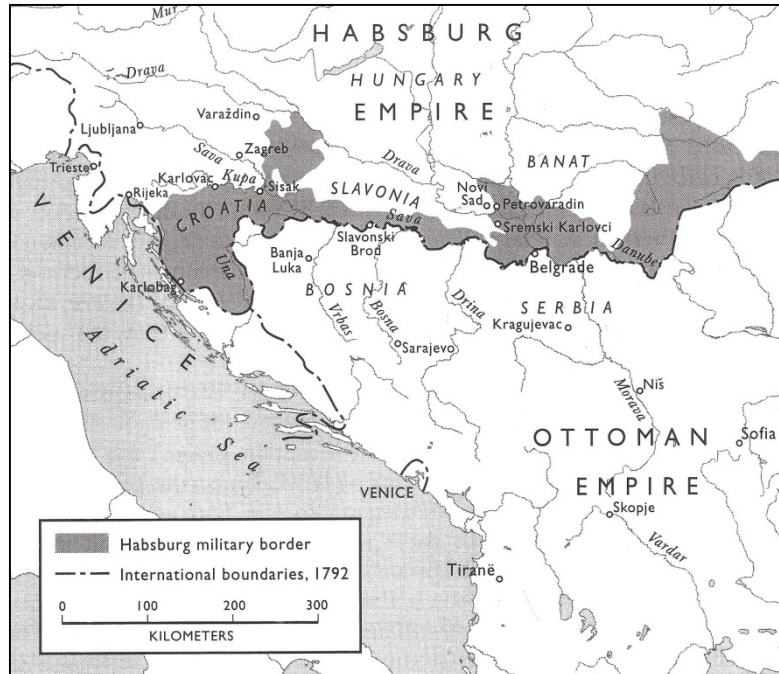 Mur
HABSBURG
Drava
HUNGARY
Varaždin
EMPIRE
Ljubljana
Sava
Zagreb
Drava
BANAT
Trieste
Kupa
Karlovac
Sisak
SLAVONIA
Novi
Sad
Petrovaradin
Rijeka
CROATIA
Sava
Sremski Karlovci
VENICE
Una
Banja
Luka
Slavonski
Brod
Danube
Belgrade
Karlobag
BOSNIA
Vrbas
Bosna
Drina
SERBIA
Kragujevac
Sarajevo
Adriatic Sea
Morava
Niš
OTTOMAN
Sofia
VENICE
EMPIRE
Skopje
Vardar
Tiranë
Habsburg military border
International boundaries, 1792
0 100 200 300
KILOMETERS